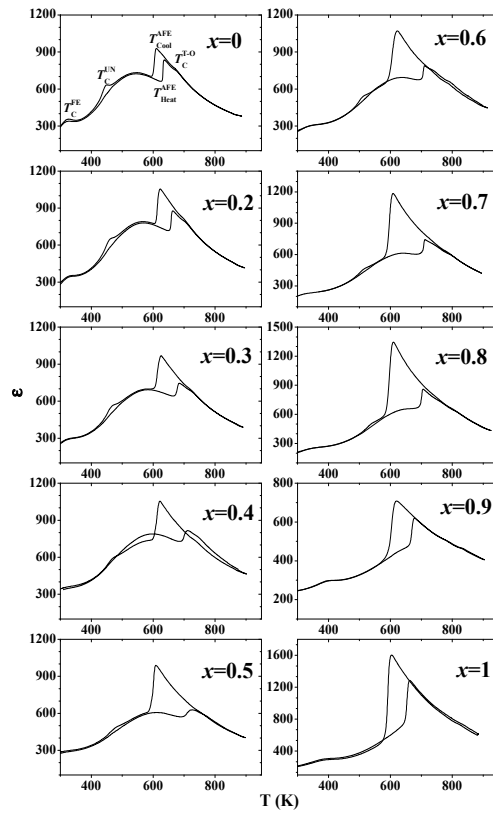 1200
900
600
300
400 600 800
x=0
T_C^FE
T_C^UN
T_Cool^AFE
T_Heat^AFE
T_C^T-O
1200
900
600
300
400 600 800
x=0.6
1200
900
600
300
400 600 800
x=0.2
1200
900
600
300
400 600 800
x=0.7
ε
1200
900
600
300
400 600 800
x=0.3
1500
1200
900
600
300
400 600 800
x=0.8
1200
900
600
300
400 600 800
x=0.4
800
600
400
200
400 600 800
x=0.9
1200
900
600
300
400 600 800
x=0.5
1600
1200
800
400
400 600 800
x=1
T (K)